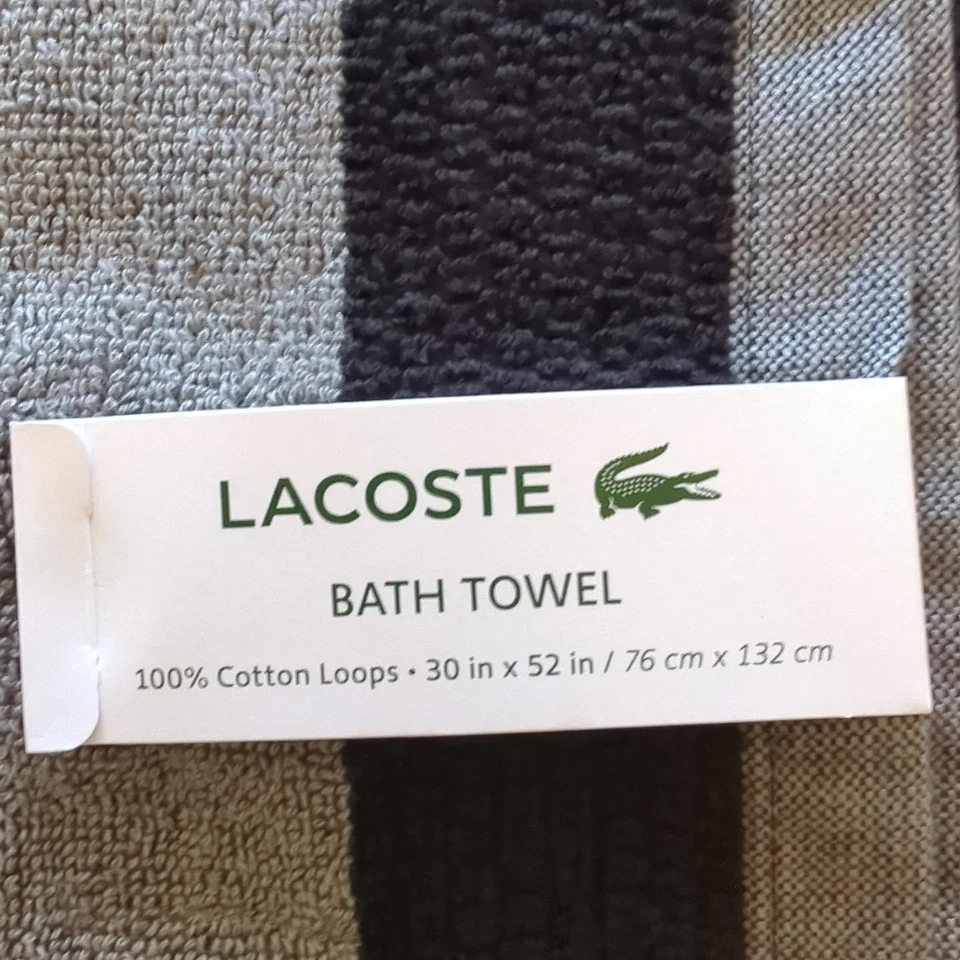 LACOSTE
BATH TOWEL
100% Cotton Loops • 30 in x 52 in / 76 cm x 132 cm